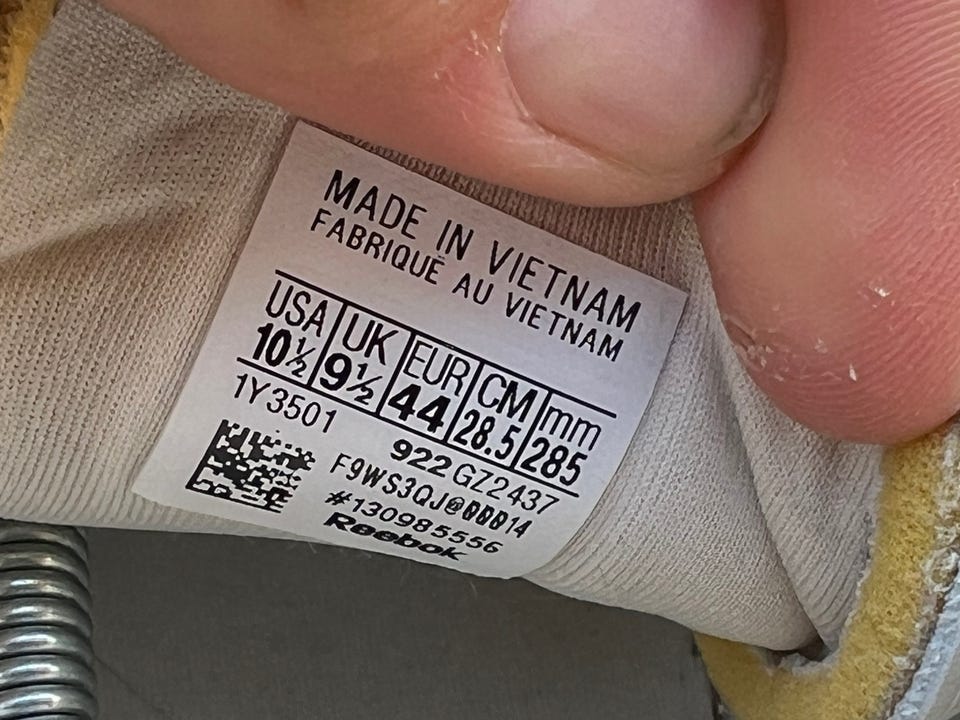 MADE IN VIETNAM
FABRIQUÉ AU VIETNAM
USA UK EUR CM mm
10½ 9½ 44 28.5 285
1Y3501
922 GZ2437
F9WS3QJ@00014
#130985556
Reebok